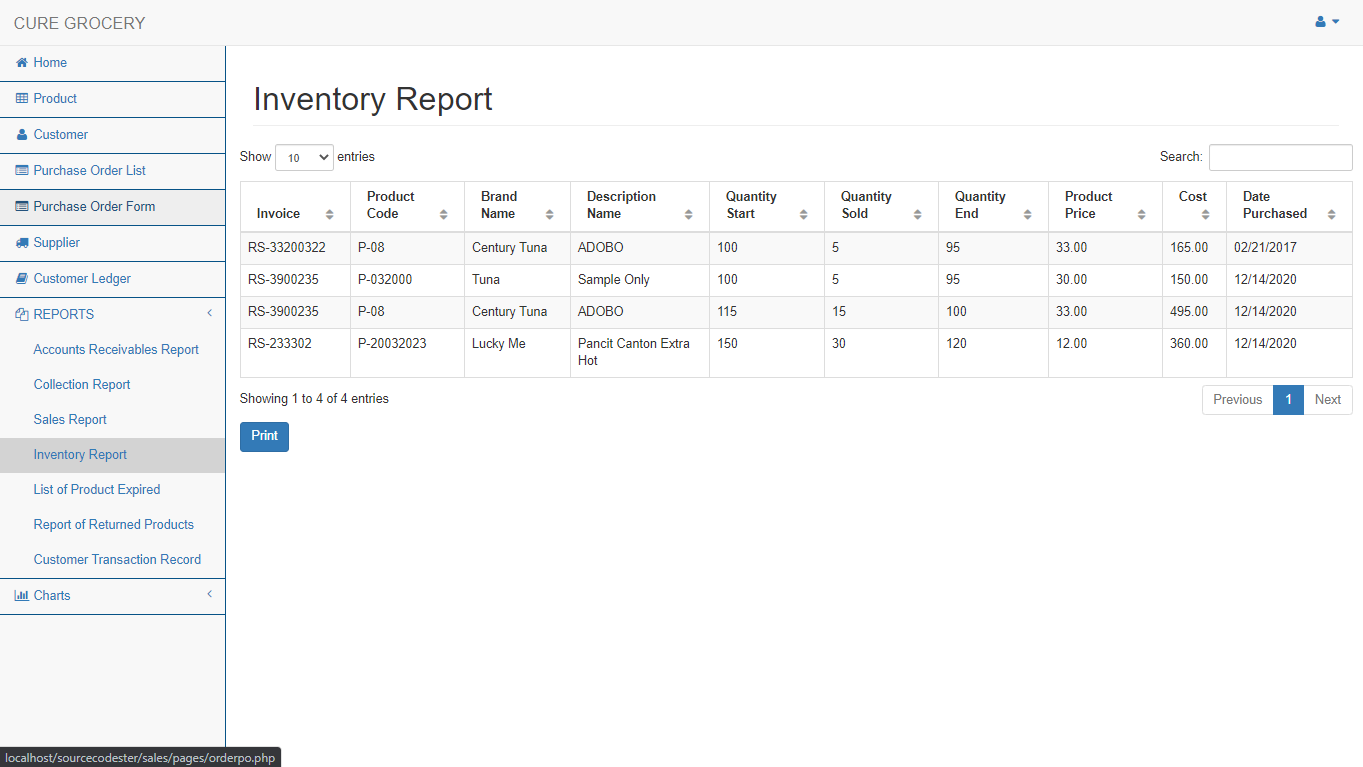 CURE GROCERY
Home
Product
Customer
Purchase Order List
Purchase Order Form
Supplier
Customer Ledger
REPORTS
Accounts Receivables Report
Collection Report
Sales Report
Inventory Report
List of Product Expired
Report of Returned Products
Customer Transaction Record
Charts
Inventory Report
Show 10 entries
Search:
Invoice Product Code Brand Name Description Name Quantity Start Quantity Sold Quantity End Product Price Cost Date Purchased
RS-33200322 P-08 Century Tuna ADOBO 100 5 95 33.00 165.00 02/21/2017
RS-3900235 P-032000 Tuna Sample Only 100 5 95 30.00 150.00 12/14/2020
RS-3900235 P-08 Century Tuna ADOBO 115 15 100 33.00 495.00 12/14/2020
RS-233302 P-20032023 Lucky Me Pancit Canton Extra Hot 150 30 120 12.00 360.00 12/14/2020
Showing 1 to 4 of 4 entries
Previous 1 Next
Print
localhost/sourcecodester/sales/pages/orderpo.php